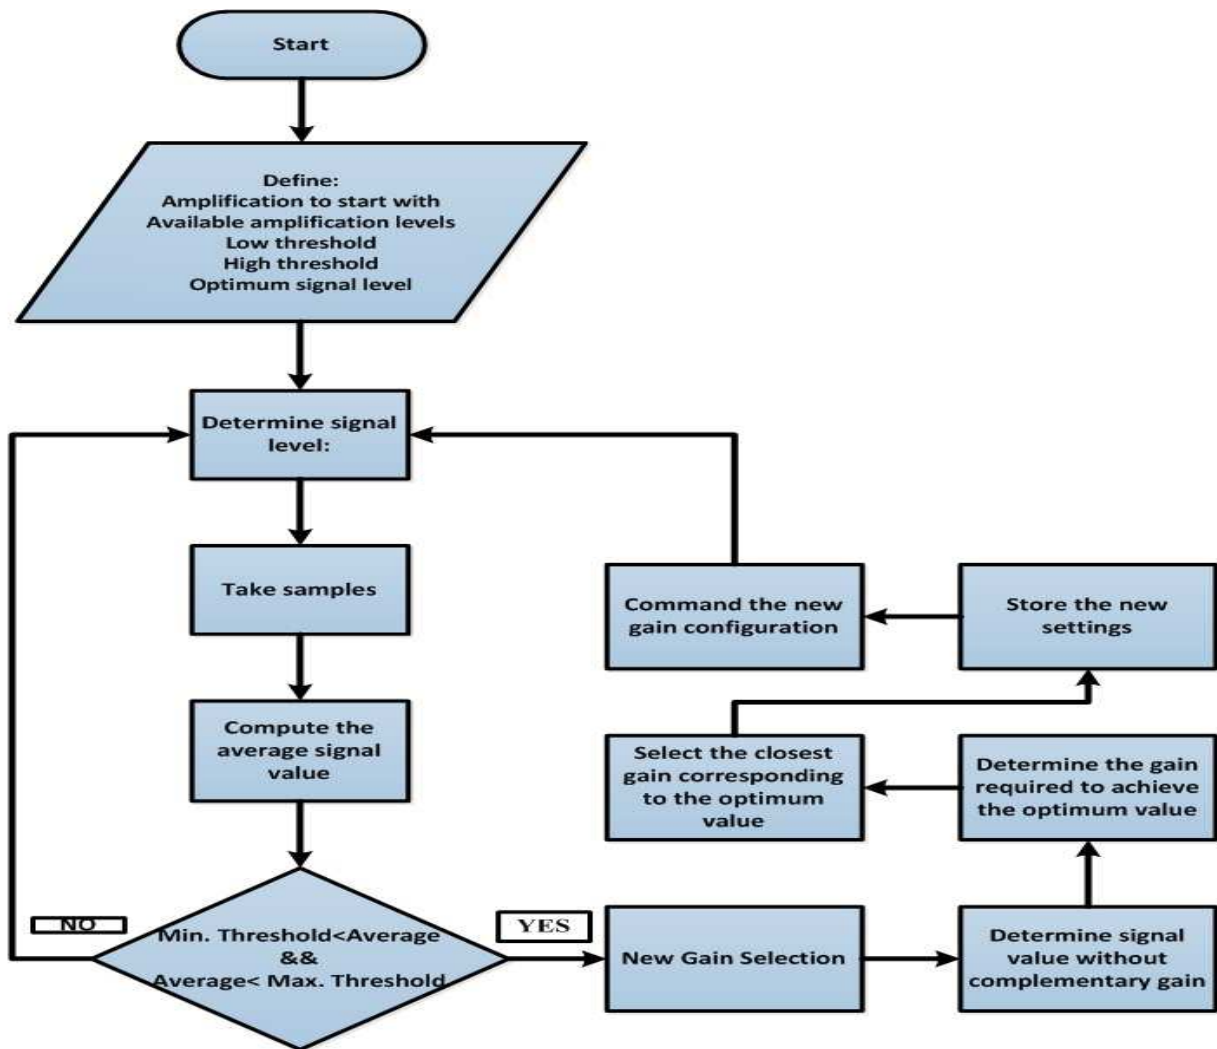 Start
Define:
Amplification to start with
Available amplification levels
Low threshold
High threshold
Optimum signal level
Determine signal
level:
Take samples
Compute the
average signal
value
NO
Min. Threshold<Average
&&
Average< Max. Threshold
YES
New Gain Selection
Determine signal
value without
complementary gain
Determine the gain
required to achieve
the optimum value
Select the closest
gain corresponding
to the optimum
value
Store the new
settings
Command the new
gain configuration